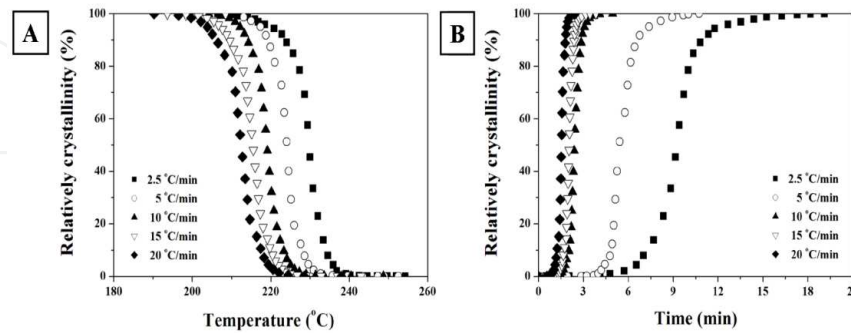 A
Relatively crystallinity (%)
100
80
60
40
20
0
2.5 °C/min
5 °C/min
10 °C/min
15 °C/min
20 °C/min
180
200
220
240
260
Temperature (°C)
B
Relatively crystallinity (%)
100
80
60
40
20
0
2.5 °C/min
5 °C/min
10 °C/min
15 °C/min
20 °C/min
0
3
6
9
12
15
18
Time (min)